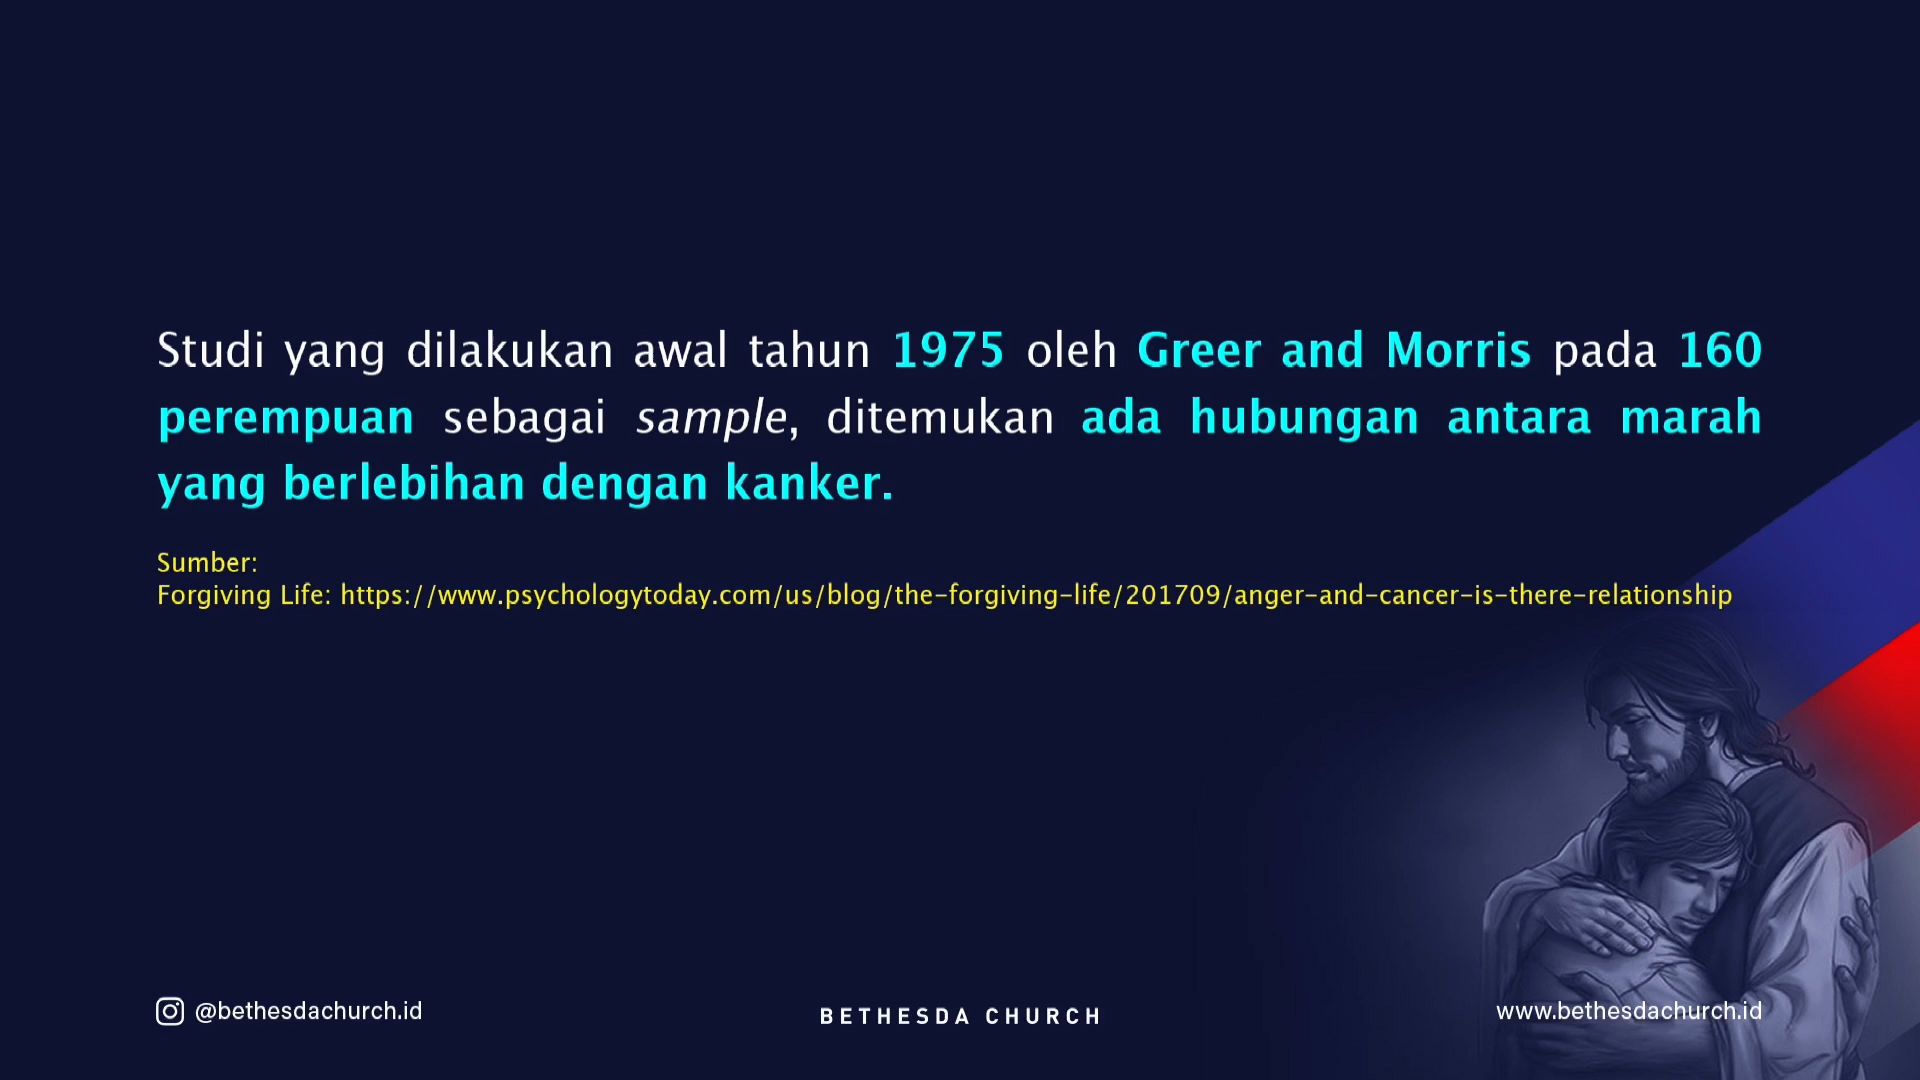 Studi yang dilakukan awal tahun 1975 oleh Greer and Morris pada 160
perempuan sebagai sample, ditemukan ada hubungan antara marah
yang berlebihan dengan kanker.
Sumber:
Forgiving Life: https://www.psychologytoday.com/us/blog/the-forgiving-life/201709/anger-and-cancer-is-there-relationship
@bethesdachurch.id
BETHESDA CHURCH
www.bethesdachurch.id